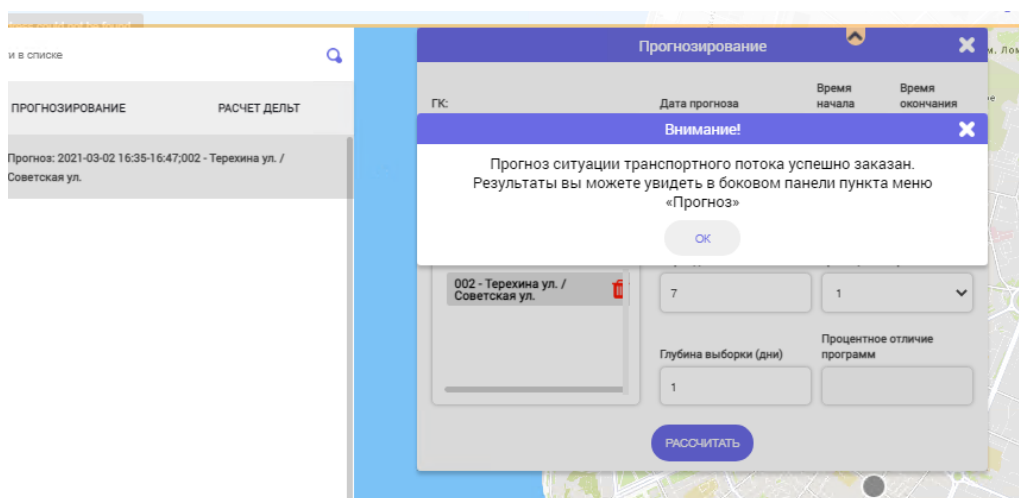 и в списке
ПРОГНОЗИРОВАНИЕ
РАСЧЕТ ДЕЛЬТ
Прогноз: 2021-03-02 16:35-16:47;002 - Терехина ул. /
Советская ул.
Прогнозирование
ГК:
Дата прогноза
Время
начала
Время
окончания
Внимание!
Прогноз ситуации транспортного потока успешно заказан.
Результаты вы можете увидеть в боковом панели пункта меню
«Прогноз»
ОК
002 - Терехина ул. /
Советская ул.
7
1
Глубина выборки (дни)
Процентное отличие
программ
1
РАССЧИТАТЬ